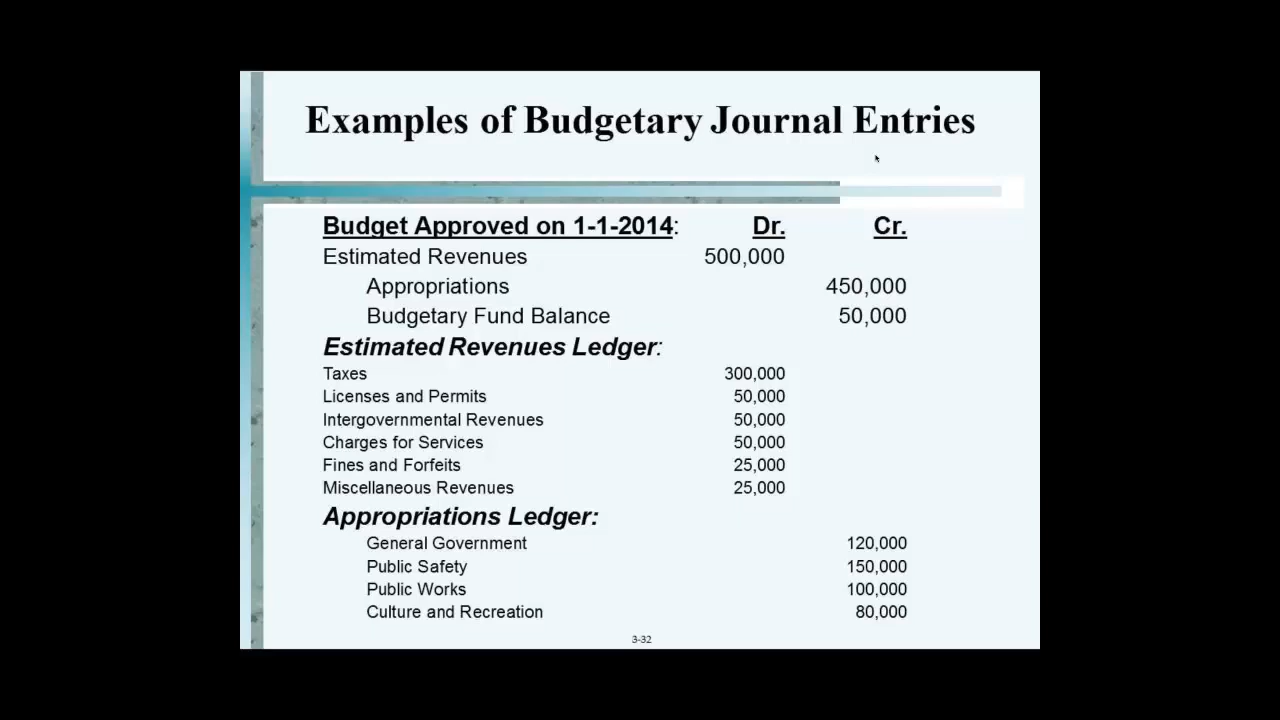 Examples of Budgetary Journal Entries
Budget Approved on 1-1-2014: Dr. Cr.
Estimated Revenues 500,000
Appropriations 450,000
Budgetary Fund Balance 50,000
Estimated Revenues Ledger:
Taxes 300,000
Licenses and Permits 50,000
Intergovernmental Revenues 50,000
Charges for Services 50,000
Fines and Forfeits 25,000
Miscellaneous Revenues 25,000
Appropriations Ledger:
General Government 120,000
Public Safety 150,000
Public Works 100,000
Culture and Recreation 80,000
3-32